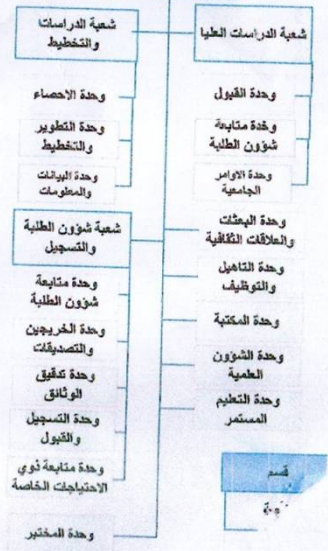 شعبة الدراسات العليا
وحدة القبول
وحدة متابعة
شؤون الطلبة
وحدة الاوامر
الجامعية
وحدة البعثات
والعلاقات الثقافية
وحدة التاهيل
والتوظيف
وحدة المكتبة
وحدة الشؤون
العلمية
وحدة التعليم
المستمر
قسم
شعبة الدراسات
والتخطيط
وحدة الاحصاء
وحدة التطوير
والتخطيط
وحدة البيانات
والمعلومات
شعبة شؤون الطلبة
والتسجيل
وحدة متابعة
شؤون الطلبة
وحدة الخريجين
والتصديقات
وحدة تدقيق
الوثائق
وحدة التسجيل
والقبول
وحدة متابعة ذوي
الاحتياجات الخاصة
وحدة المختبر